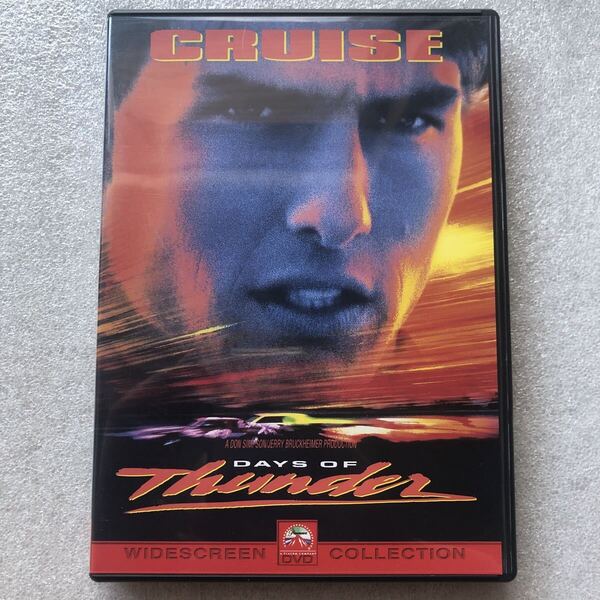 CRUISE
A DON SIMPSON/JERRY BRUCKHEIMER PRODUCTION
DAYS OF
Thunder
WIDESCREEN DVD COLLECTION